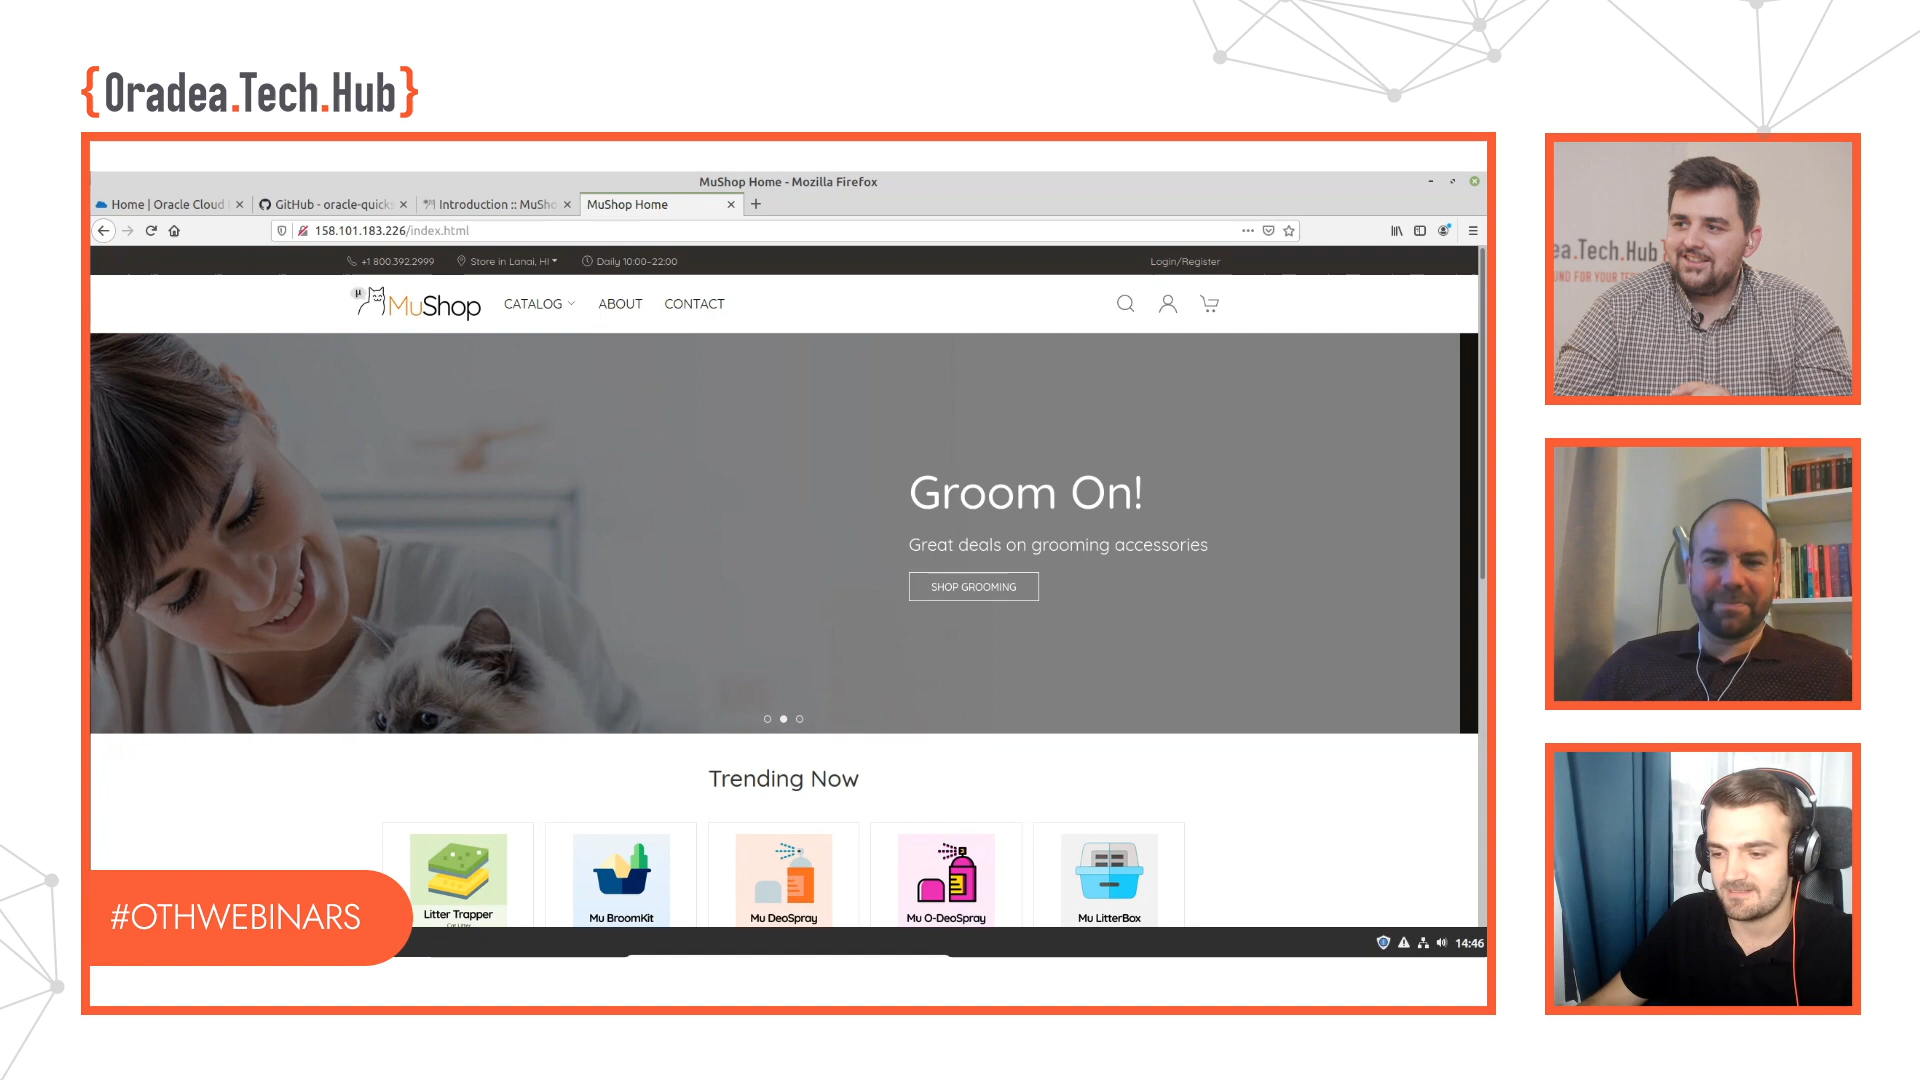 {Oradea.Tech.Hub}
MuShop Home - Mozilla Firefox
Home | Oracle Cloud
GitHub - oracle-quicks
Introduction :: MuSho
MuShop Home
158.101.183.226/index.html
+1 800.392.2999
Store in Lanai, HI
Daily 10:00-22:00
Login/Register
μ
MuShop
CATALOG
ABOUT
CONTACT
Groom On!
Great deals on grooming accessories
SHOP GROOMING
Trending Now
Litter Trapper
Cat Litter
Mu BroomKit
Mu DeoSpray
Mu O-DeoSpray
Mu LitterBox
#OTHWEBINARS
14:46
ea.Tech.Hub}